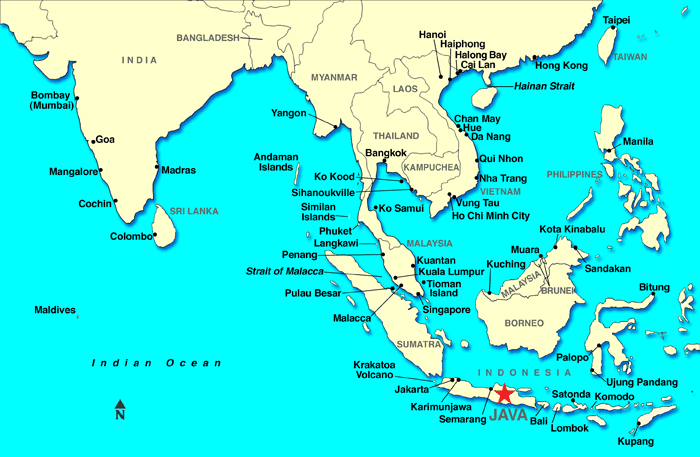 Taipei
TAIWAN
Hanoi
Haiphong
Halong Bay
Cai Lan
Hong Kong
Hainan Strait
BANGLADESH
INDIA
MYANMAR
LAOS
Bombay
(Mumbai)
Yangon
THAILAND
Chan May
Hue
Da Nang
Goa
Manila
Bangkok
Andaman
Islands
Qui Nhon
KAMPUCHEA
Mangalore
Madras
Ko Kood
Nha Trang
PHILIPPINES
Sihanoukville
VIETNAM
Cochin
Vung Tau
SRI LANKA
Similan
Islands
Ko Samui
Ho Chi Minh City
Colombo
Phuket
Kota Kinabalu
Langkawi
MALAYSIA
Muara
Penang
Kuantan
Kuching
Sandakan
Strait of Malacca
Kuala Lumpur
MALAYSIA
Tioman
Island
BRUNEI
Bitung
Pulau Besar
Maldives
Singapore
Malacca
BORNEO
SUMATRA
Palopo
Indian Ocean
Krakatoa
Volcano
INDONESIA
Ujung Pandang
Jakarta
Satonda
Komodo
N
Karimunjawa
JAVA
Semarang
Bali
Lombok
Kupang